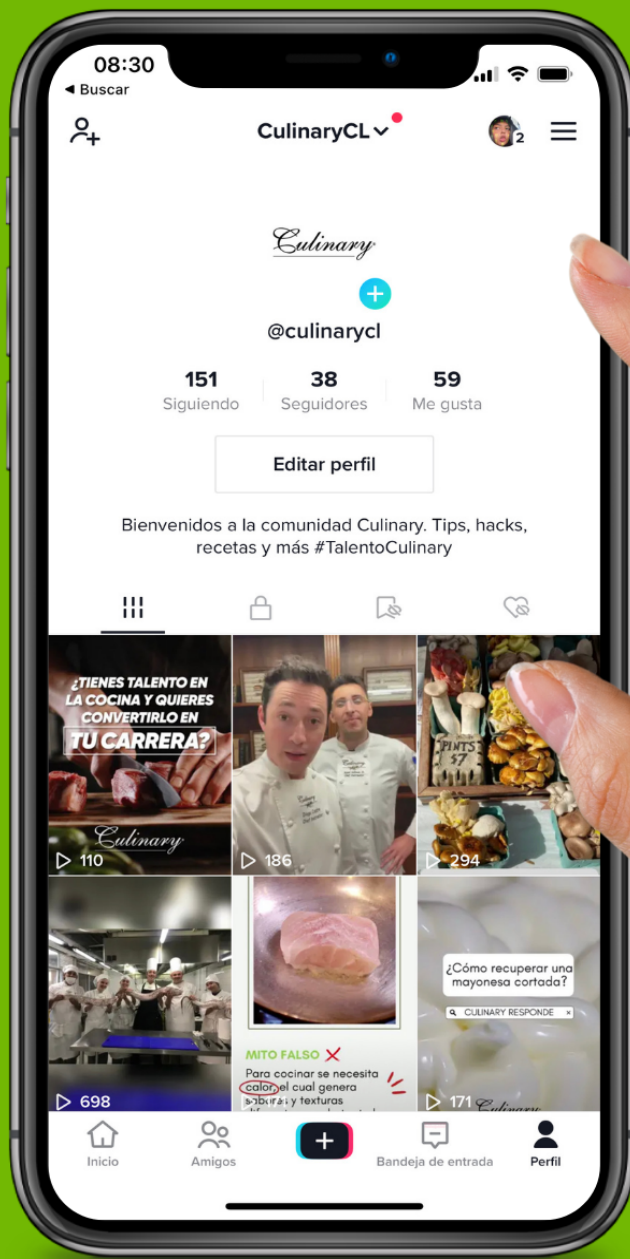 08:30
◀ Buscar
CulinaryCL
2
Culinary
@culinarycl
151 38 59
Siguiendo Seguidores Me gusta
Editar perfil
Bienvenidos a la comunidad Culinary. Tips, hacks,
recetas y más #TalentoCulinary
¿TIENES TALENTO EN
LA COCINA Y QUIERES
CONVERTIRLO EN
TU CARRERA?
Culinary
110
186
PINTS
$7
294
698
MITO FALSO
Para cocinar se necesita
calor, el cual genera
sabores y texturas
¿Cómo recuperar una
mayonesa cortada?
CULINARY RESPONDE ×
171 Culinary
Inicio
Amigos
Bandeja de entrada
Perfil